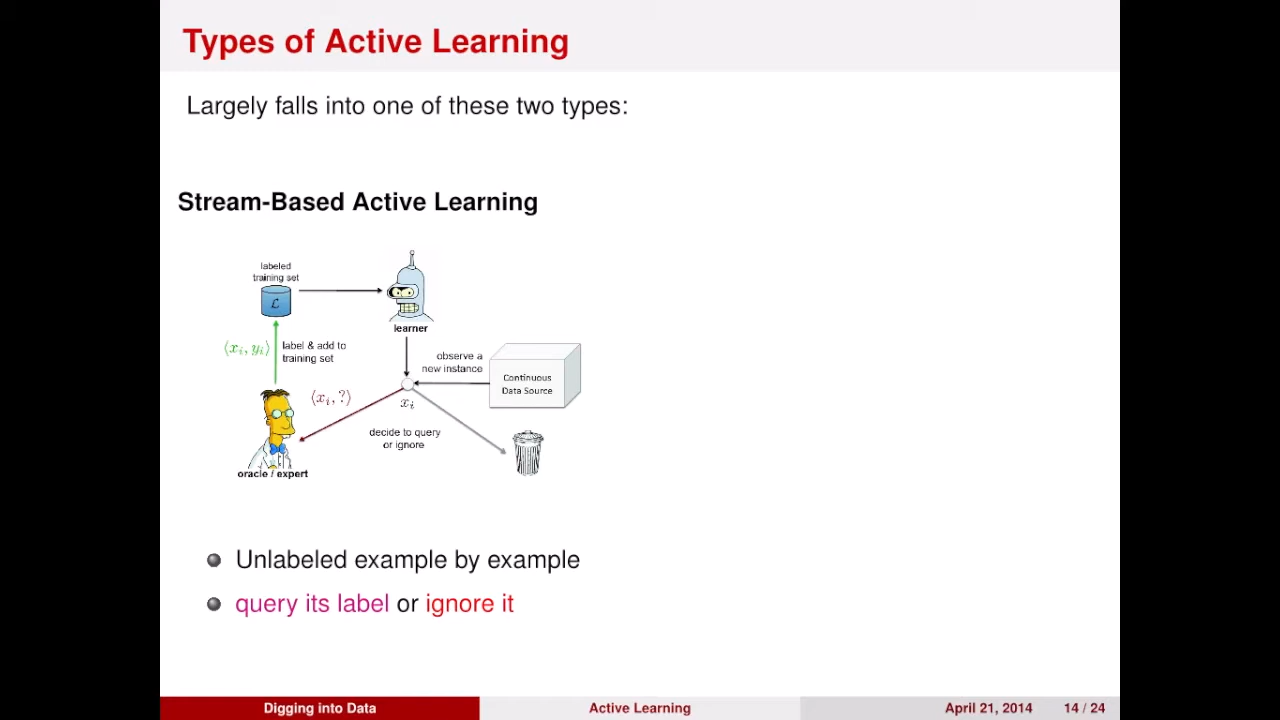 Types of Active Learning
Largely falls into one of these two types:
Stream-Based Active Learning
labeled
training set
ℒ
learner
⟨xᵢ, yᵢ⟩
label & add to
training set
observe a
new instance
Continuous
Data Source
⟨xᵢ, ?⟩
xᵢ
decide to query
or ignore
oracle / expert
Unlabeled example by example
query its label or ignore it
Digging into Data
Active Learning
April 21, 2014
14 / 24